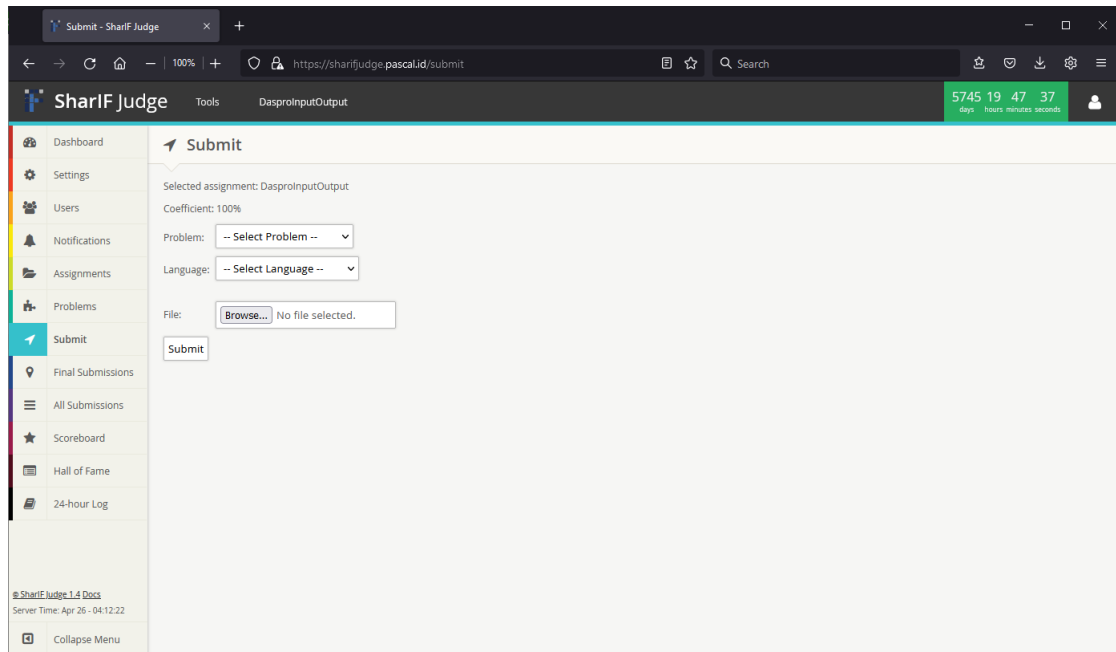 Submit - SharIF Judge
100%
https://sharifjudge.pascal.id/submit
Search
SharIF Judge Tools DasproInputOutput
5745 19 47 37
days hours minutes seconds
Dashboard
Settings
Users
Notifications
Assignments
Problems
Submit
Final Submissions
All Submissions
Scoreboard
Hall of Fame
24-hour Log
© SharIF Judge 1.4 Docs
Server Time: Apr 26 - 04:12:22
Collapse Menu
Submit
Selected assignment: DasproInputOutput
Coefficient: 100%
Problem: -- Select Problem --
Language: -- Select Language --
File: Browse... No file selected.
Submit